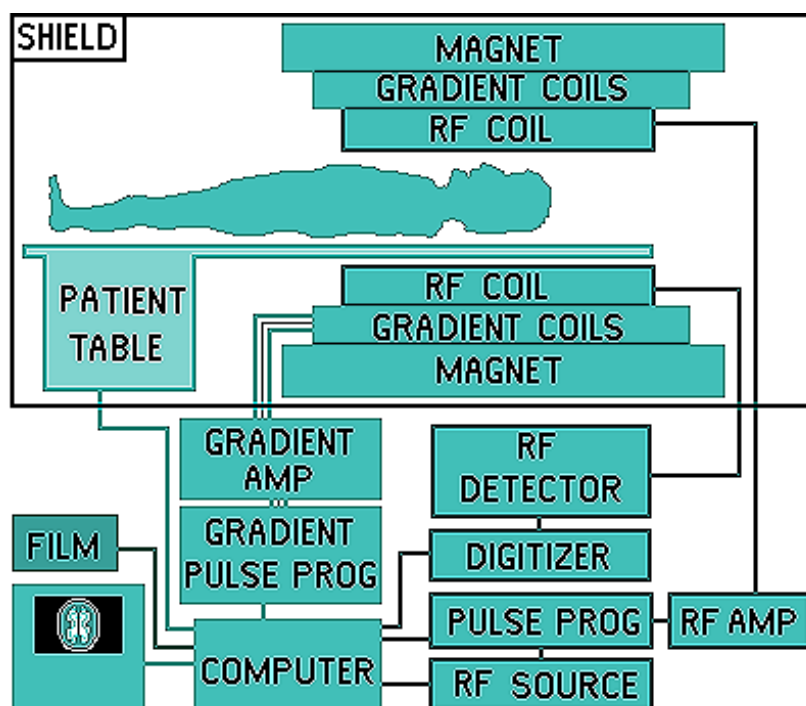 SHIELD
MAGNET
GRADIENT COILS
RF COIL
RF COIL
GRADIENT COILS
MAGNET
PATIENT
TABLE
GRADIENT
AMP
RF
DETECTOR
GRADIENT
PULSE PROG
FILM
DIGITIZER
PULSE PROG
RF AMP
COMPUTER
RF SOURCE